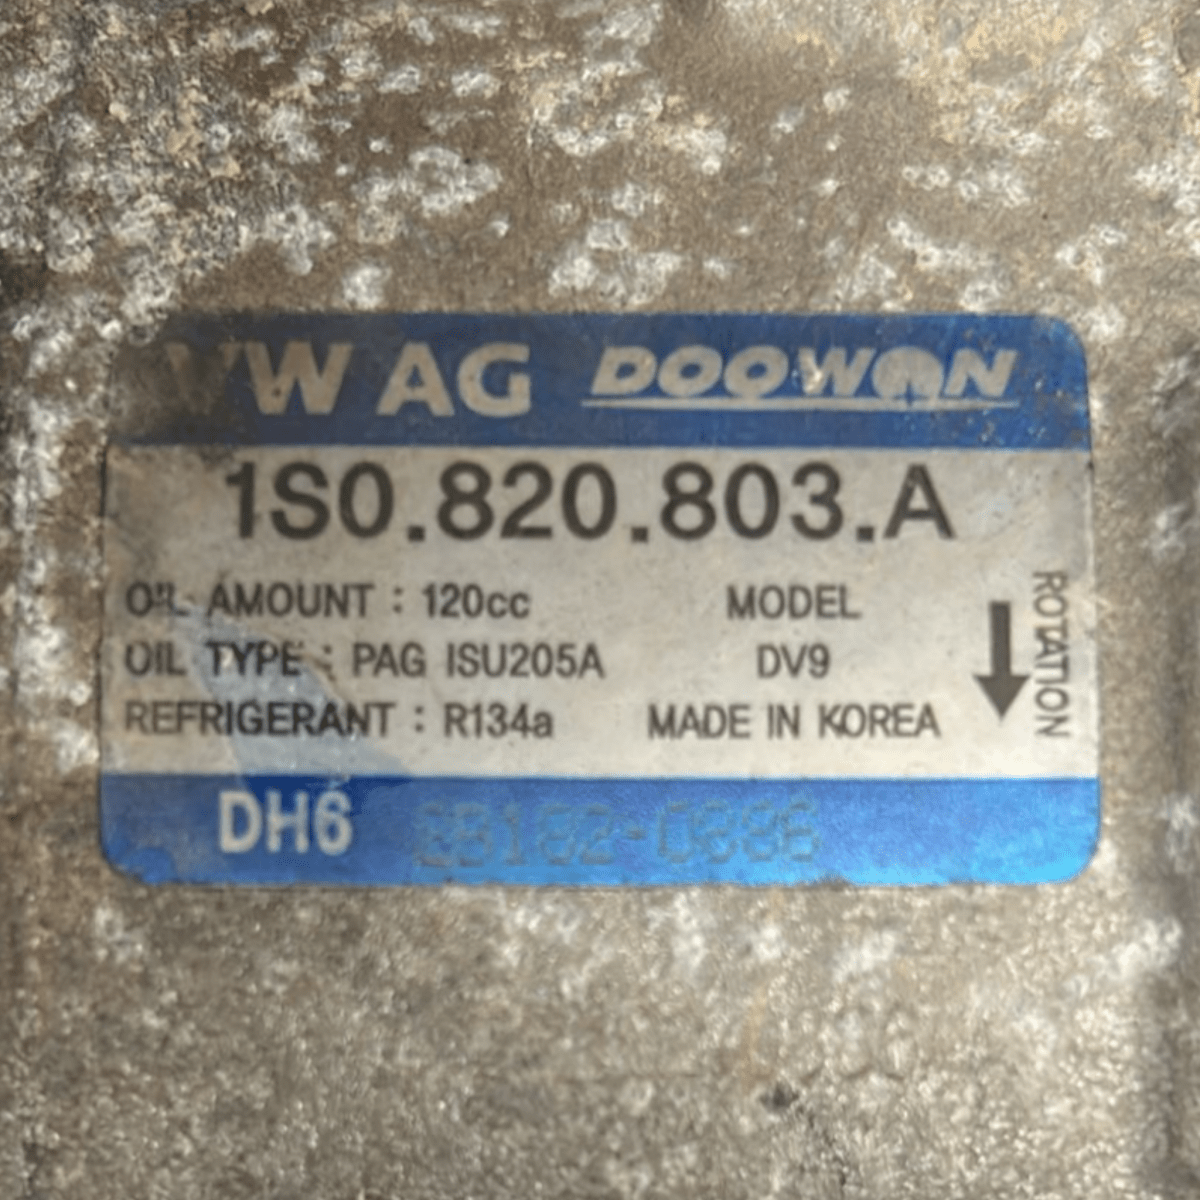 VW AG DOOWON
1S0.820.803.A
OIL AMOUNT : 120cc MODEL
OIL TYPE : PAG ISU205A DV9
REFRIGERANT : R134a MADE IN KOREA
ROTATION
DH6